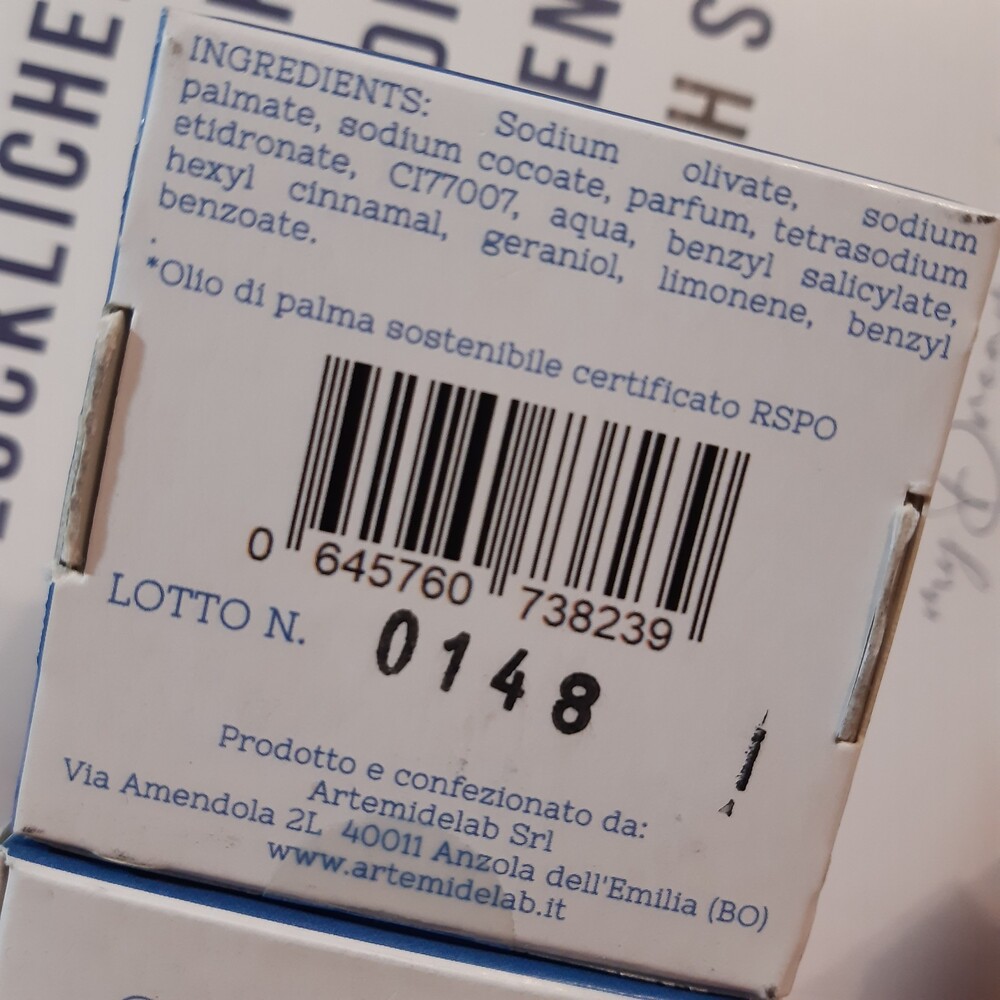 INGREDIENTS: Sodium olivate, sodium
palmate, sodium cocoate, parfum, tetrasodium
etidronate, CI77007, aqua, benzyl salicylate,
hexyl cinnamal, geraniol, limonene, benzyl
benzoate.
.
*Olio di palma sostenibile certificato RSPO
0 645760 738239
LOTTO N. 0148
Prodotto e confezionato da:
Artemidelab Srl
Via Amendola 2L 40011 Anzola dell'Emilia (BO)
www.artemidelab.it